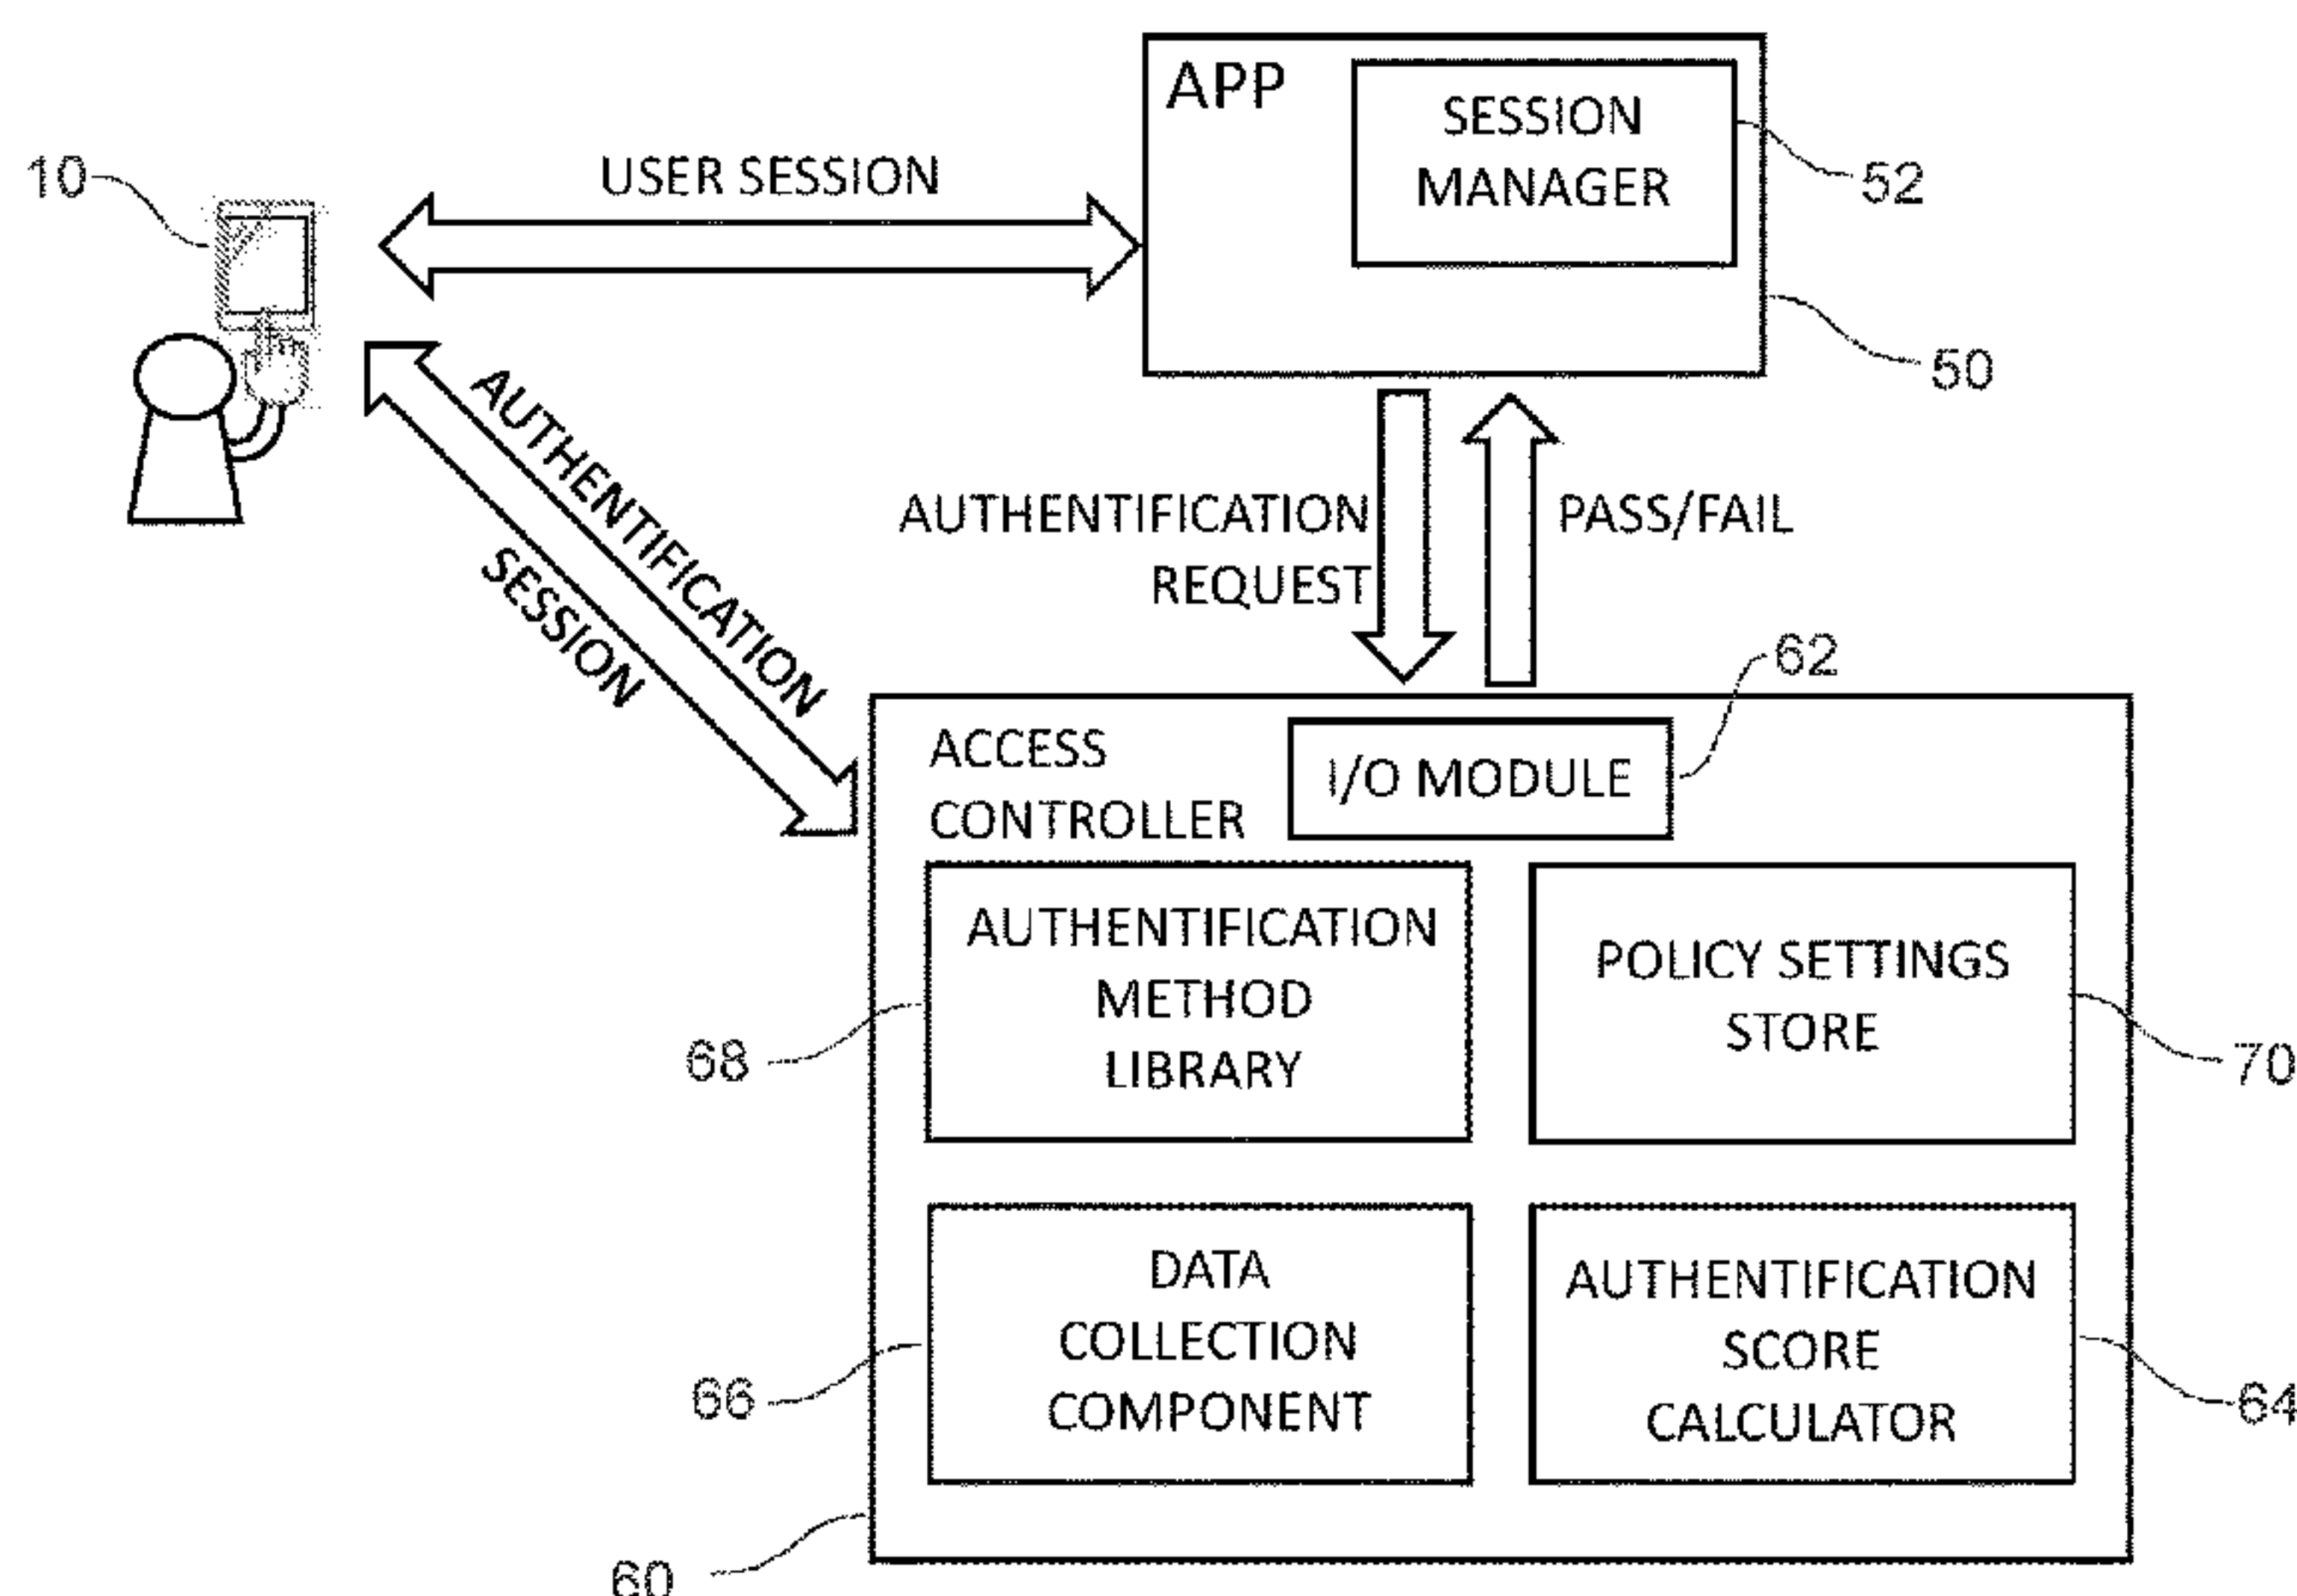 APP
SESSION
MANAGER
52
10
USER SESSION
50
AUTHENTIFICATION
SESSION
AUTHENTIFICATION
REQUEST
PASS/FAIL
62
ACCESS
CONTROLLER
I/O MODULE
AUTHENTIFICATION
METHOD
LIBRARY
68
POLICY SETTINGS
STORE
70
DATA
COLLECTION
COMPONENT
66
AUTHENTIFICATION
SCORE
CALCULATOR
64
60